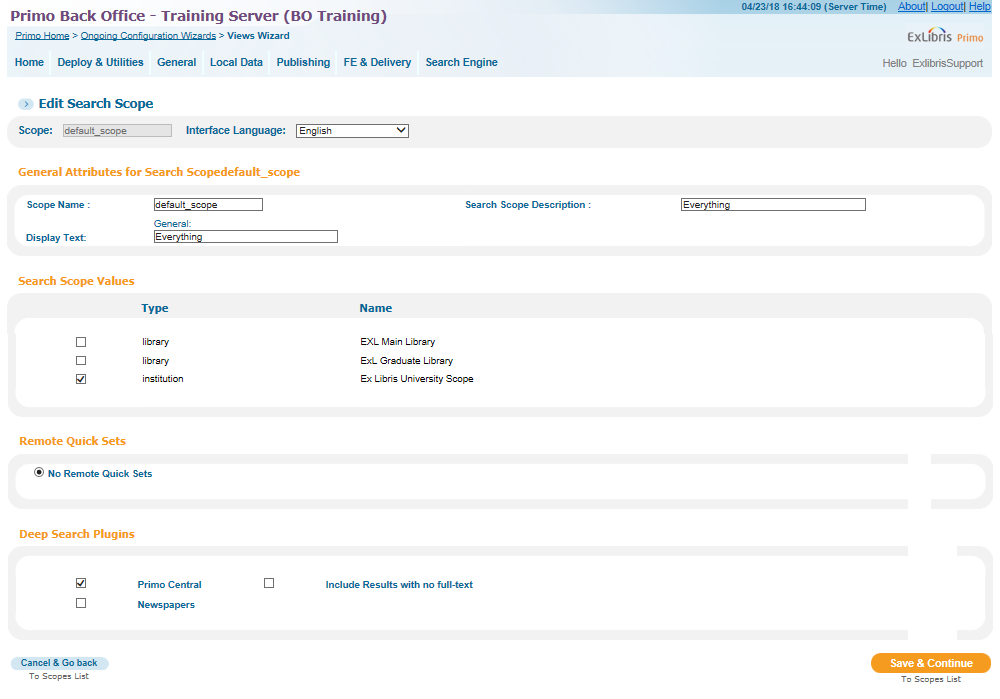 Primo Back Office - Training Server (BO Training)
04/23/18 16:44:09 (Server Time) About| Logout| Help
Primo Home > Ongoing Configuration Wizards > Views Wizard
ExLibris Primo
Home Deploy & Utilities General Local Data Publishing FE & Delivery Search Engine
Hello ExlibrisSupport
Edit Search Scope
Scope: default_scope Interface Language: English
General Attributes for Search Scopedefault_scope
Scope Name : default_scope Search Scope Description : Everything
General:
Display Text: Everything
Search Scope Values
Type Name
library EXL Main Library
library ExL Graduate Library
institution Ex Libris University Scope
Remote Quick Sets
No Remote Quick Sets
Deep Search Plugins
Primo Central Include Results with no full-text
Newspapers
Cancel & Go back Save & Continue
To Scopes List To Scopes List